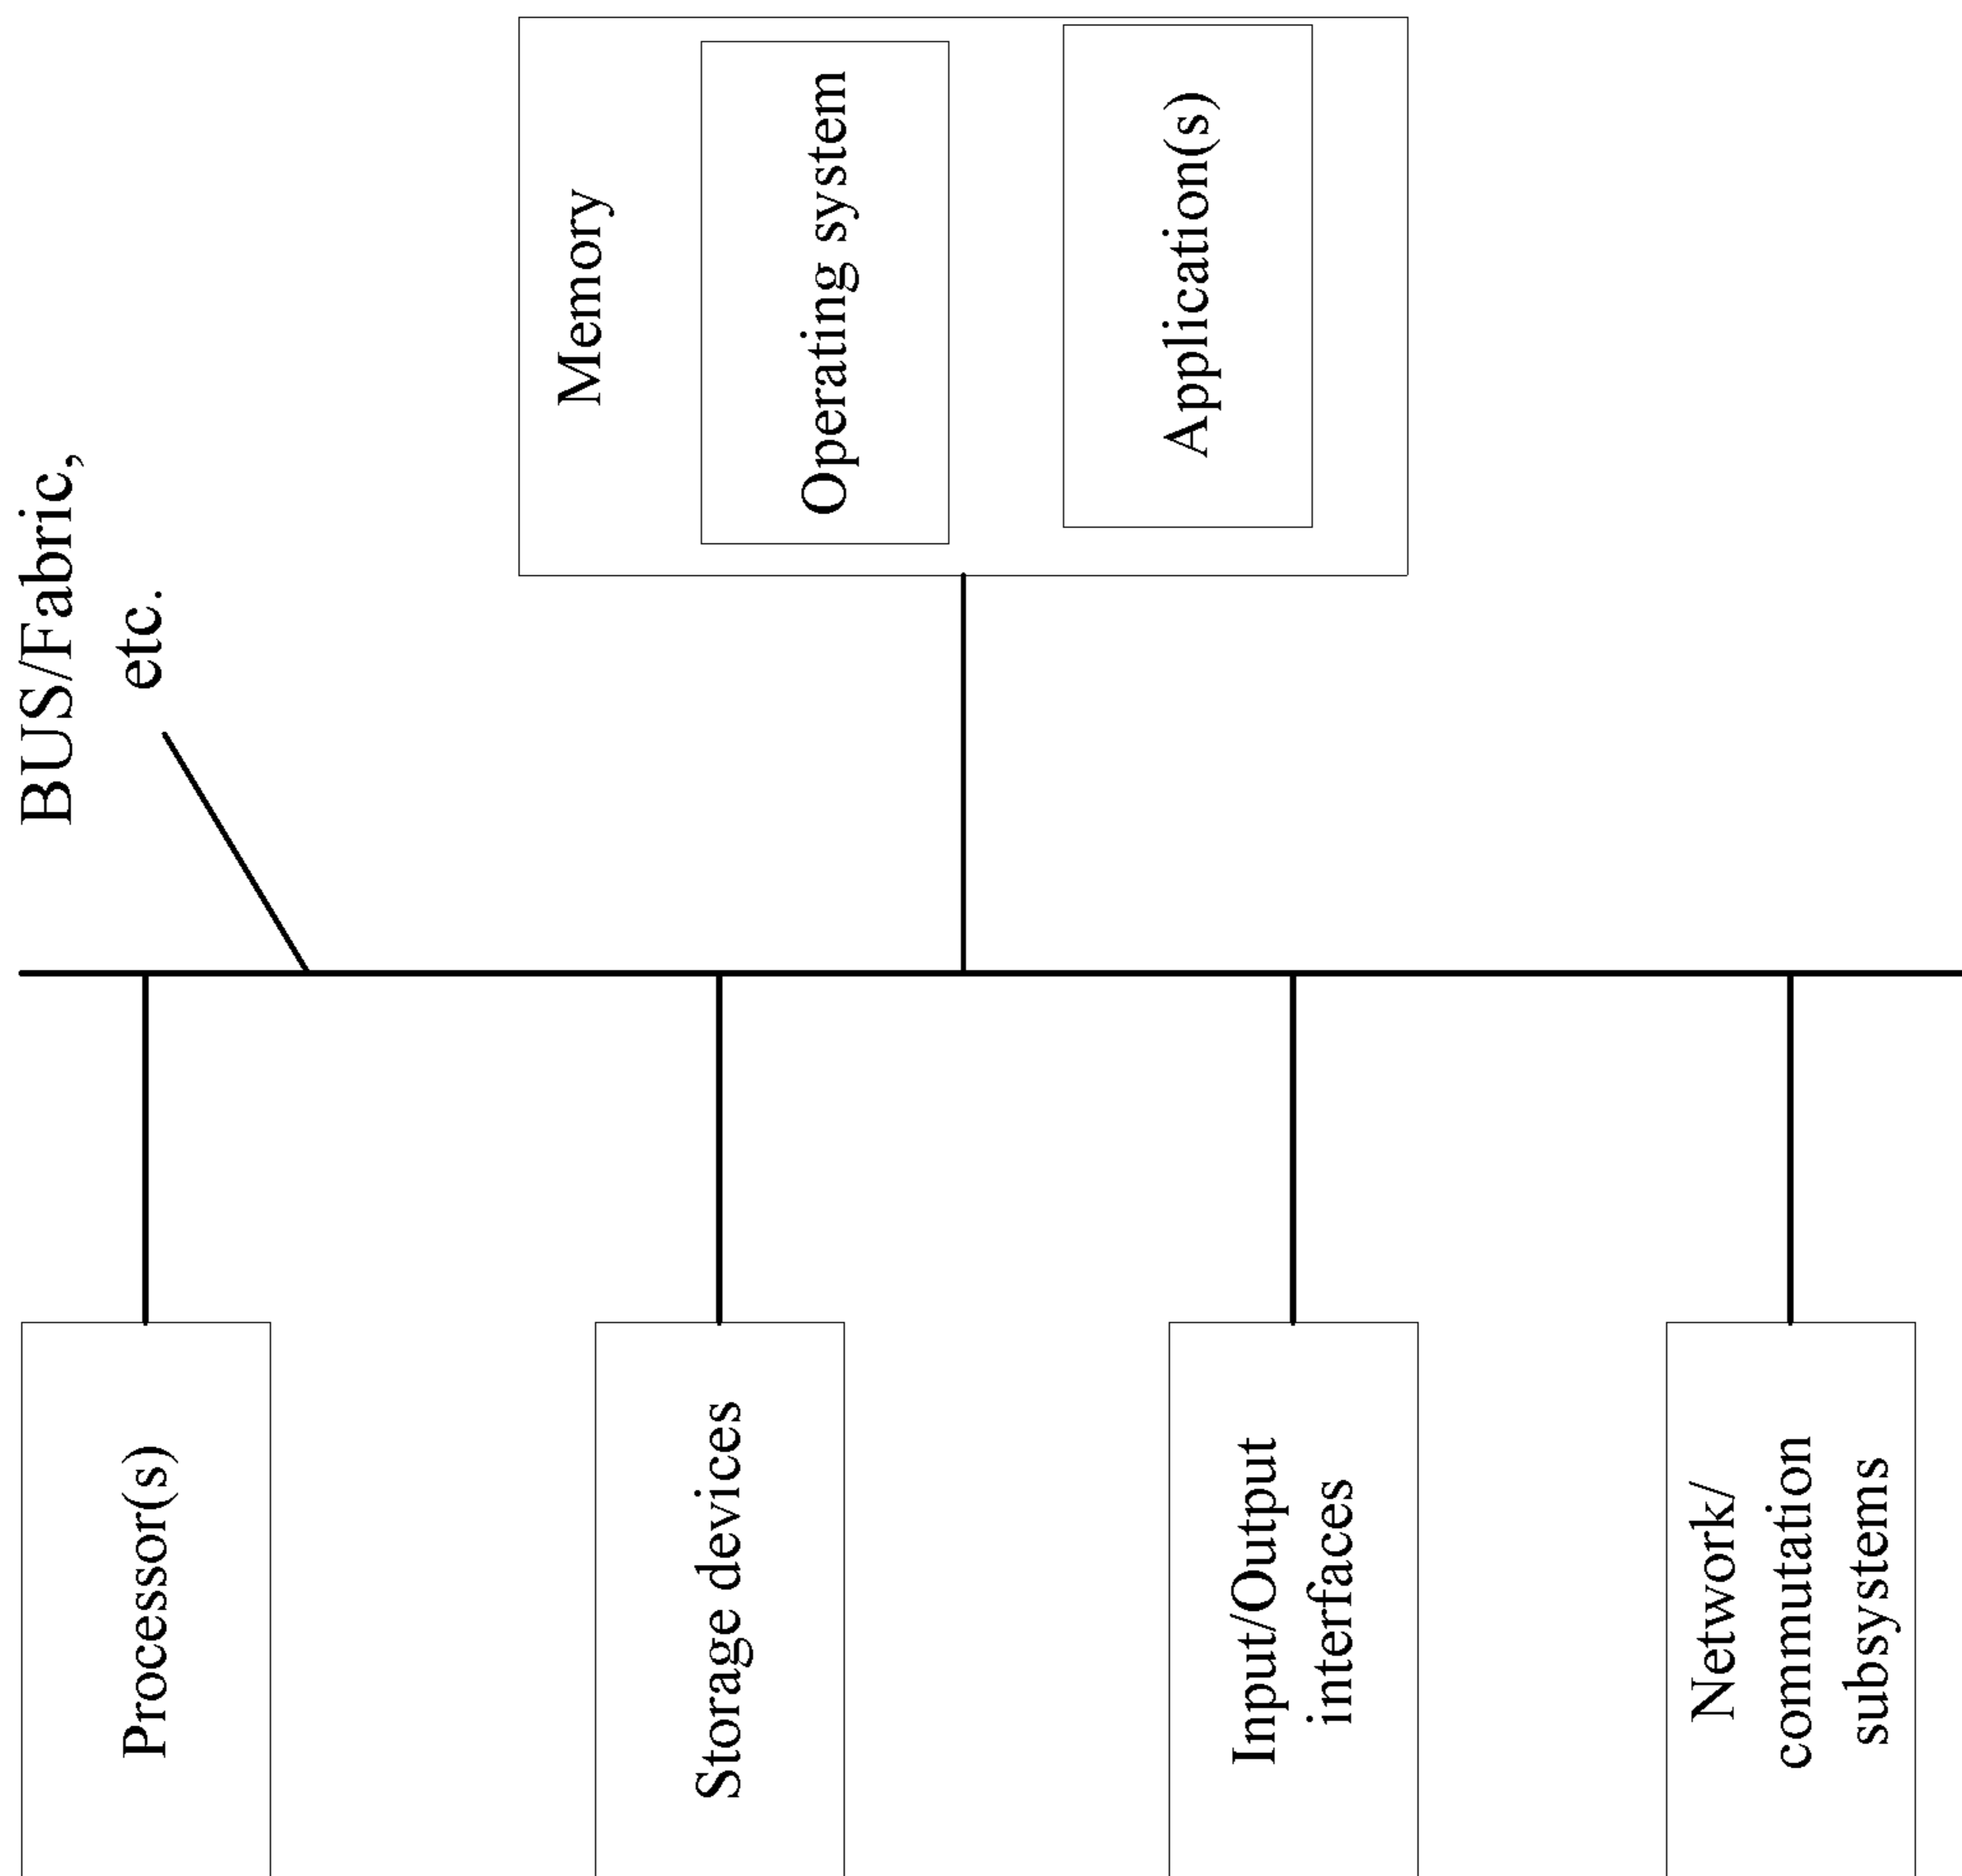 BUS/Fabric,
etc.
Processor(s)
Memory
Storage devices
Operating system
Application(s)
Input/Output
interfaces
Network/
commutation
subsystems